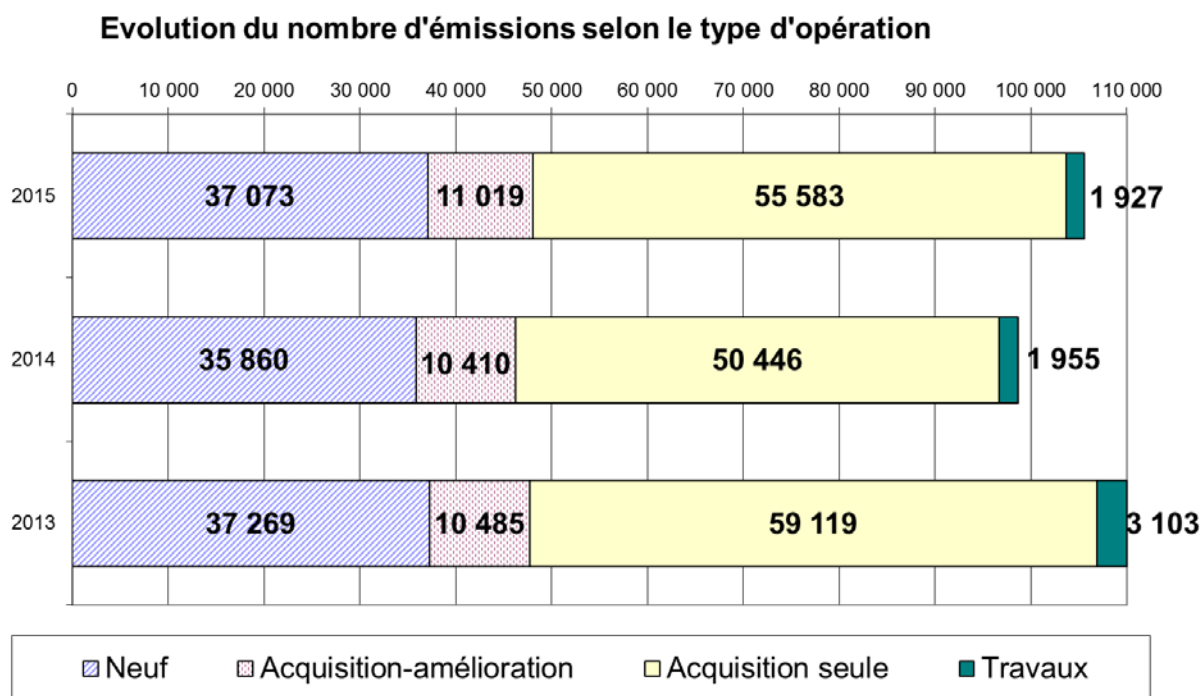 Evolution du nombre d'émissions selon le type d'opération
0 10 000 20 000 30 000 40 000 50 000 60 000 70 000 80 000 90 000 100 000 110 000
2015 37 073 11 019 55 583 1 927
2014 35 860 10 410 50 446 1 955
2013 37 269 10 485 59 119 3 103
Neuf Acquisition-amélioration Acquisition seule Travaux